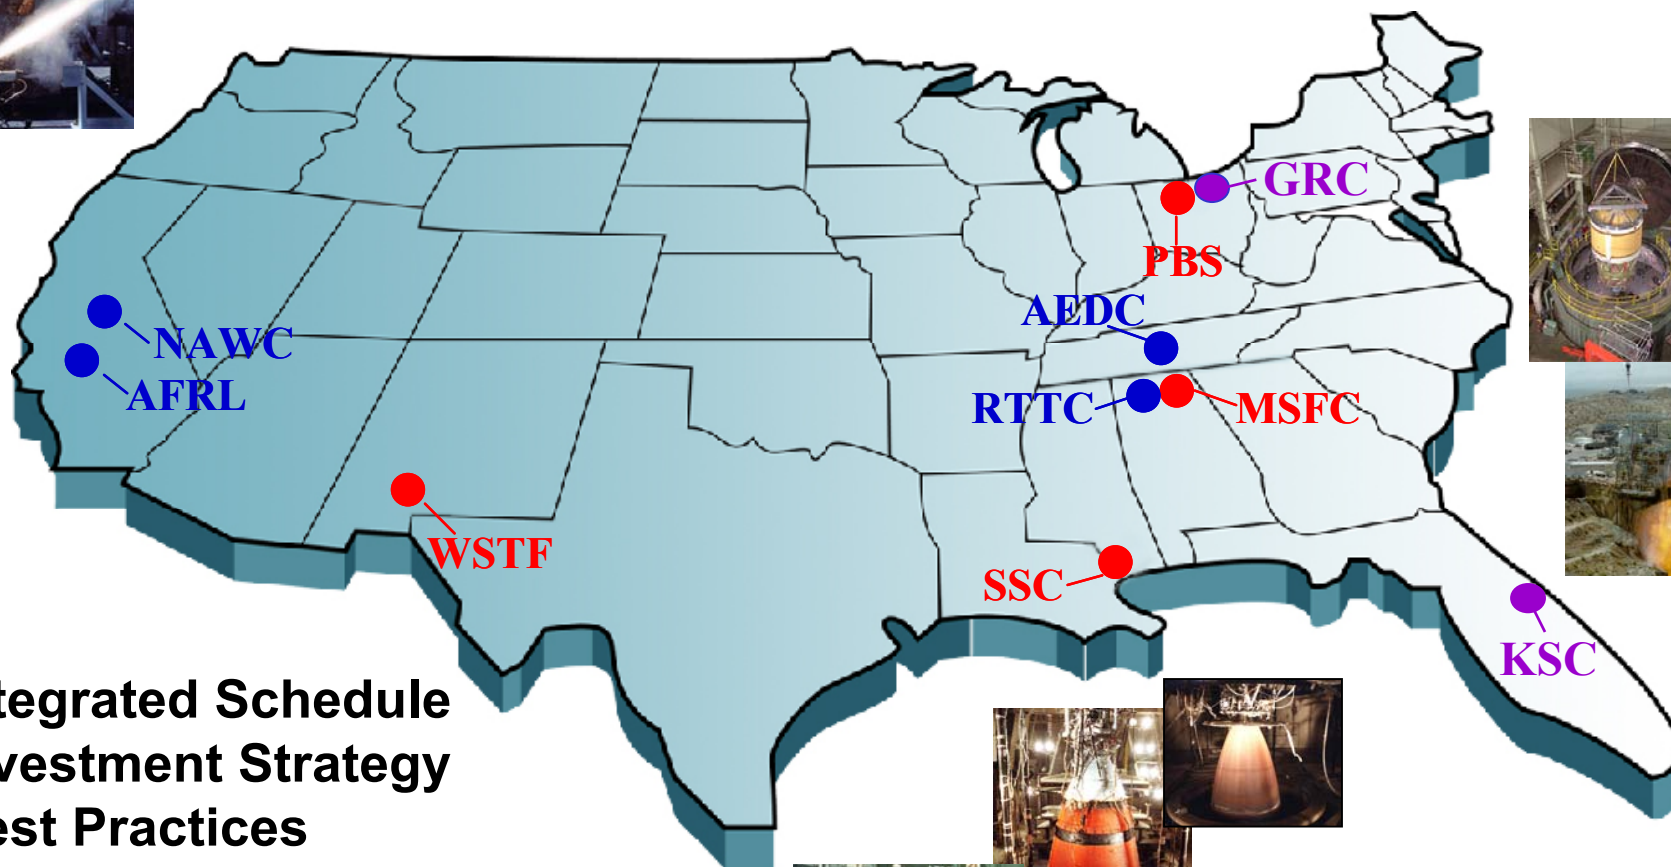 GRC
PBS
AEDC
NAWC
AFRL
RTTC
MSFC
WSTF
SSC
KSC
tegrated Schedule
vestment Strategy
est Practices